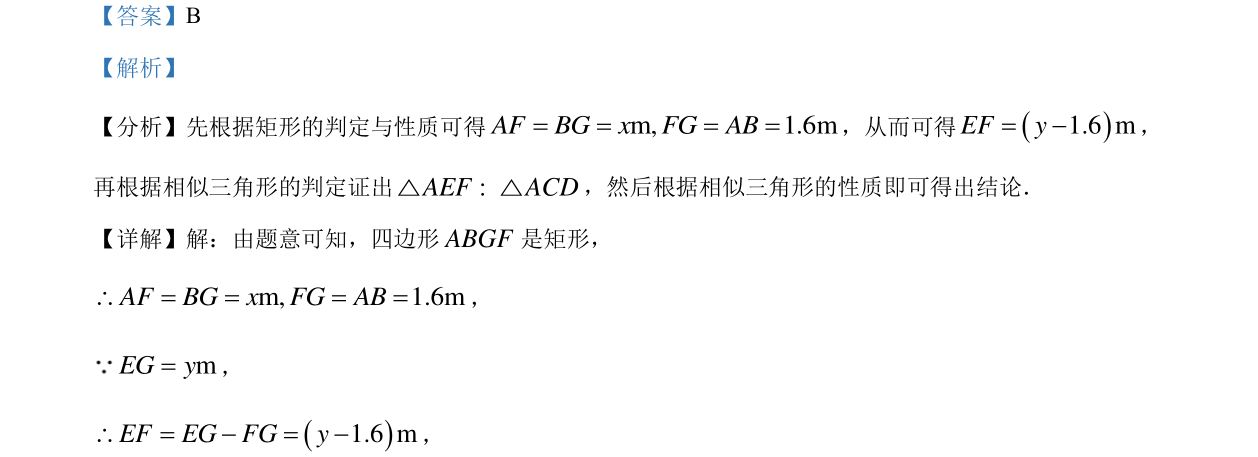 【答案】B
【解析】
【分析】先根据矩形的判定与性质可得 AF = BG = xm, FG = AB = 1.6m，从而可得 EF = ( y − 1.6 ) m，
再根据相似三角形的判定证出 △AEF : △ACD，然后根据相似三角形的性质即可得出结论．
【详解】解：由题意可知，四边形 ABGF 是矩形，
∴ AF = BG = xm, FG = AB = 1.6m，
∵ EG = ym，
∴ EF = EG − FG = ( y − 1.6 ) m，